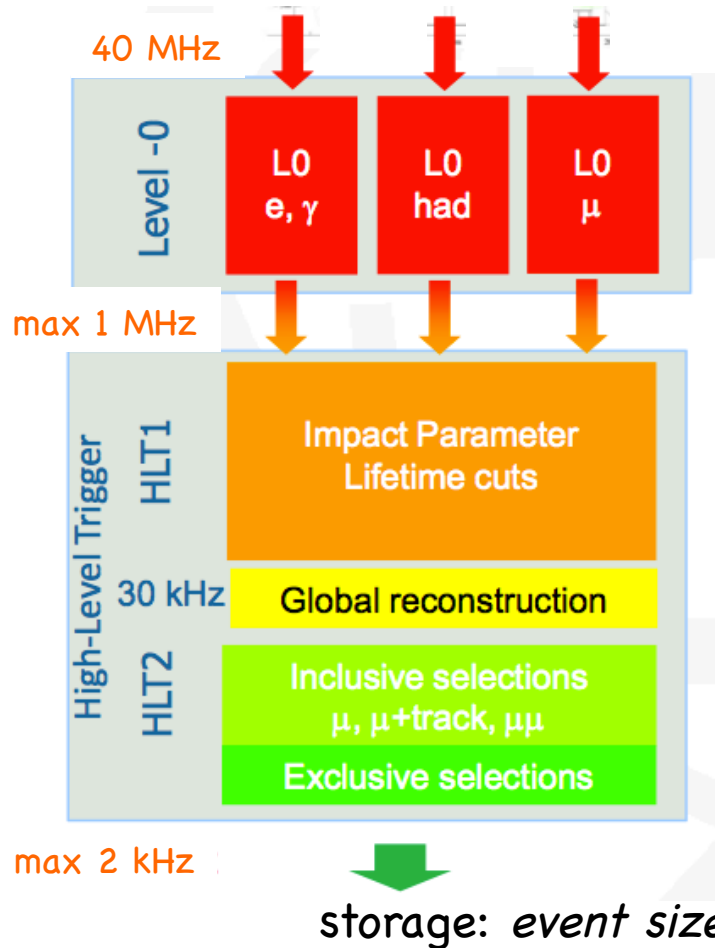 40 MHz
Level -0
L0
e, γ
L0
had
L0
μ
max 1 MHz
High-Level Trigger
HLT1
Impact Parameter
Lifetime cuts
30 kHz
Global reconstruction
HLT2
Inclusive selections
μ, μ+track, μμ
Exclusive selections
max 2 kHz
storage: event size